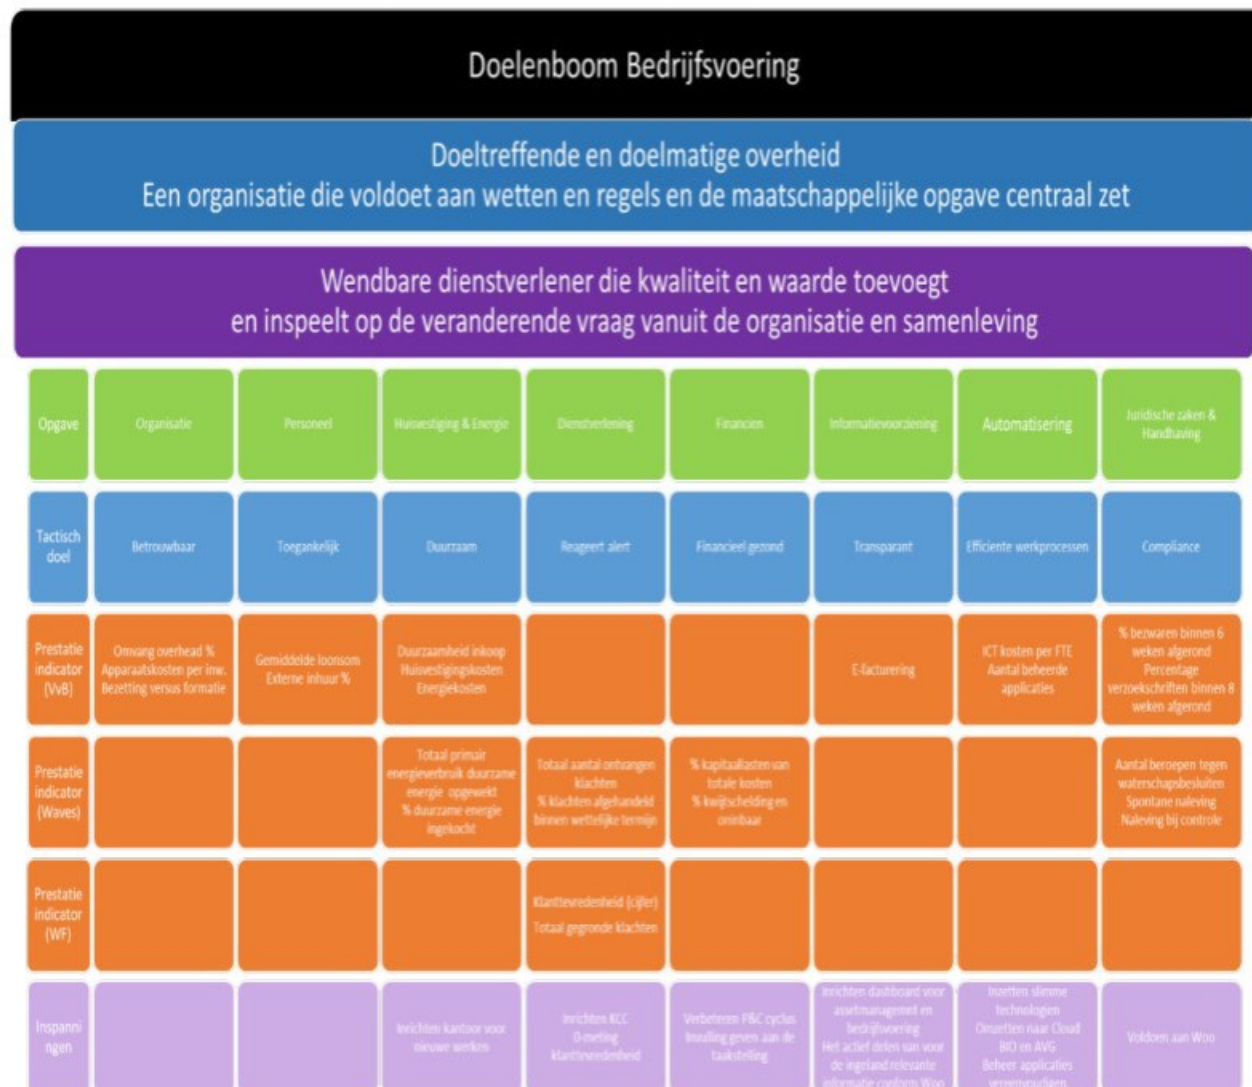 Doelenboom Bedrijfsvoering
Doeltreffende en doelmatige overheid
Een organisatie die voldoet aan wetten en regels en de maatschappelijke opgave centraal zet
Wendbare dienstverlener die kwaliteit en waarde toevoegt
en inspeelt op de veranderende vraag vanuit de organisatie en samenleving
Opgave
Organisatie
Personeel
Huisvestiging & Energie
Dienstverlening
Financien
Informatievoorziening
Automatisering
Juridische zaken &
Handhaving
Tactisch
doel
Betrouwbaar
Toegankelijk
Duurzaam
Reageert alert
Financieel gezond
Transparant
Efficiente werkprocessen
Compliance
Prestatie
indicator
(VvB)
Omvang overhead %
Apparaatskosten per inw.
Bezetting versus formatie
Gemiddelde loonsom
Externe inhuur %
Duurzaamheid inkoop
Huisvestigingskosten
Energiekosten
E-facturering
ICT kosten per FTE
Aantal beheerde
applicaties
% bezwaren binnen 6
weken afgerond
Percentage
verzoekschriften binnen 8
weken afgerond
Prestatie
indicator
(Waves)
Totaal primair
energieverbruik duurzame
energie opgewekt
% duurzame energie
ingekocht
Totaal aantal ontvangen
klachten
% klachten afgehandeld
binnen wettelijke termijn
% kapitaallasten van
totale kosten
% kwijtschelding en
oninbaar
Aantal beroepen tegen
waterschapsbesluiten
Spontane naleving
Naleving bij controle
Prestatie
indicator
(WF)
Klanttevredenheid (cijfer)
Totaal gegronde klachten
Inspanni
ngen
Inrichten kantoor voor
nieuwe werken
Inrichten KCC
0-meting
klanttevredenheid
Verbeteren P&C cyclus
Invulling geven aan de
taakstelling
Inrichten dashboard voor
assetmanagement en
bedrijfsvoering
Het actief delen van voor
de ingeland relevante
informatie conform Woo
Inzetten slimme
technologien
Omzetten naar Cloud
BIO en AVG
Beheer applicaties
vereenvoudigen
Voldoen aan Woo